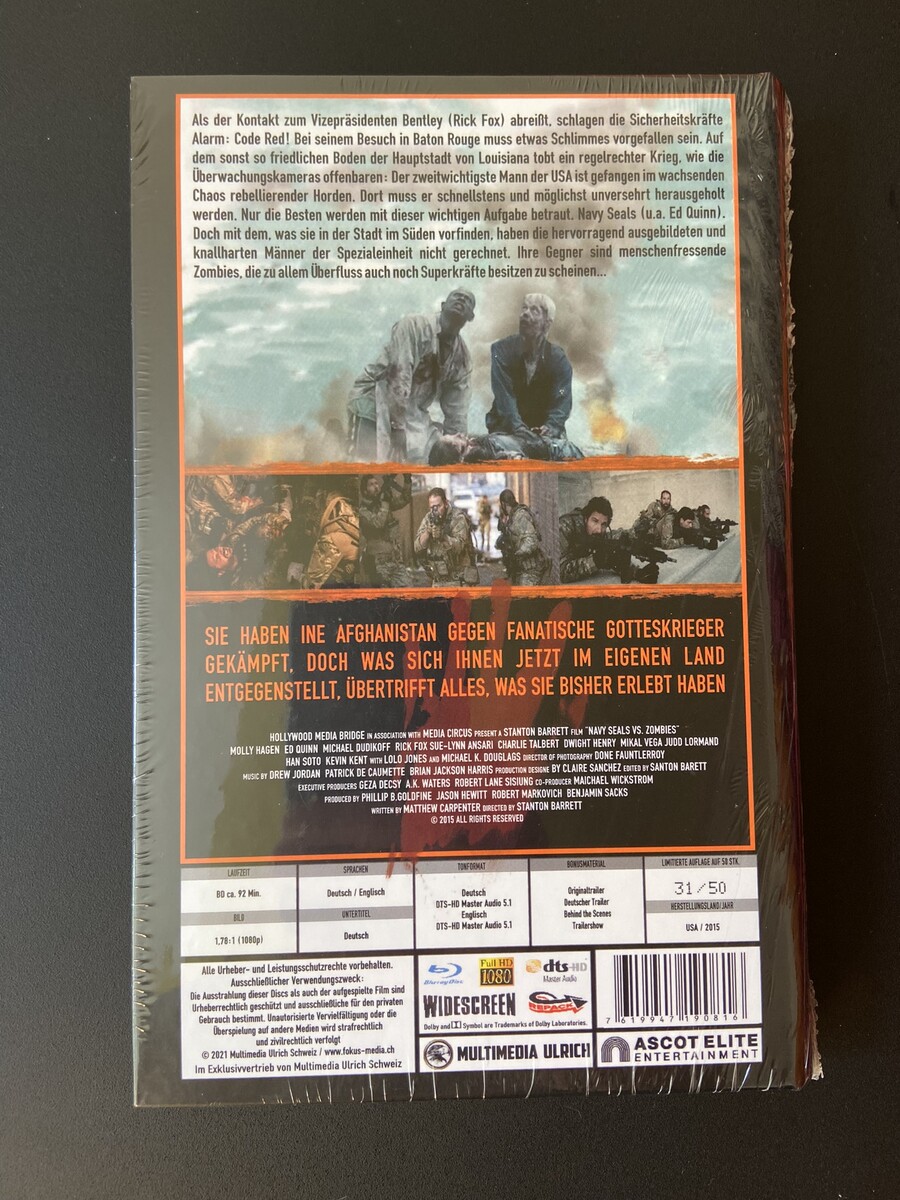 Als der Kontakt zum Vizepräsidenten Bentley (Rick Fox) abreißt, schlagen die Sicherheitskräfte
Alarm: Code Red! Bei seinem Besuch in Baton Rouge muss etwas Schlimmes vorgefallen sein. Auf
dem sonst so friedlichen Boden der Hauptstadt von Louisiana tobt ein regelrechter Krieg, wie die
Überwachungskameras offenbaren: Der zweitwichtigste Mann der USA ist gefangen im wachsenden
Chaos rebellierender Horden. Dort muss er schnellstens und möglichst unversehrt herausgeholt
werden. Nur die Besten werden mit dieser wichtigen Aufgabe betraut. Navy Seals (u.a. Ed Quinn).
Doch mit dem, was sie in der Stadt im Süden vorfinden, haben die hervorragend ausgebildeten und
knallharten Männer der Spezialeinheit nicht gerechnet. Ihre Gegner sind menschenfressende
Zombies, die zu allem Überfluss auch noch Superkräfte besitzen zu scheinen...
SIE HABEN INE AFGHANISTAN GEGEN FANATISCHE GOTTESKRIEGER
GEKÄMPFT, DOCH WAS SICH IHNEN JETZT IM EIGENEN LAND
ENTGEGENSTELLT, ÜBERTRIFFT ALLES, WAS SIE BISHER ERLEBT HABEN
HOLLYWOOD MEDIA BRIDGE IN ASSOCIATION WITH MEDIA CIRCUS PRESENT A STANTON BARRETT FILM "NAVY SEALS VS. ZOMBIES"
MOLLY HAGEN ED QUINN MICHAEL DUDIKOFF RICK FOX SUE-LYNN ANSARI CHARLIE TALBERT DWIGHT HENRY MIKAL VEGA JUDD LORMAND
HAN SOTO KEVIN KENT WITH LOLO JONES AND MICHAEL K. DOUGLAGS DIRECTOR OF PHOTOGRAPHY DONE FAUNTLERROY
MUSIC BY DREW JORDAN PATRICK DE CAUMETTE BRIAN JACKSON HARRIS PRODUCTION DESIGNE BY CLAIRE SANCHEZ EDITED BY SANTON BARETT
EXECUTIVE PRODUCERS GEZA DECSY A.K. WATERS ROBERT LANE SISIUNG CO-PRODUCER MAICHAEL WICKSTROM
PRODUCED BY PHILLIP B.GOLDFINE JASON HEWITT ROBERT MARKOVICH BENJAMIN SACKS
WRITTEN BY MATTHEW CARPENTER DIRECTED BY STANTON BARRETT
© 2015 ALL RIGHTS RESERVED
LAUFZEIT
BD ca. 92 Min.
BILD
1,78:1 (1080p)
SPRACHEN
Deutsch / Englisch
UNTERTITEL
Deutsch
TONFORMAT
Deutsch
DTS-HD Master Audio 5.1
Englisch
DTS-HD Master Audio 5.1
BONUSMATERIAL
Originaltrailer
Deutscher Trailer
Behind the Scenes
Trailershow
LIMITIERTE AUFLAGE AUF 50 STK.
31/50
HERSTELLUNGSLAND/JAHR
USA / 2015
Alle Urheber- und Leistungsschutzrechte vorbehalten.
Ausschließlicher Verwendungszweck:
Die Ausstrahlung dieser Discs als auch der aufgespielte Film sind
Urheberrechtlich geschützt und ausschließliche für den privaten
Gebrauch bestimmt. Unautorisierte Vervielfältigung oder die
Überspielung auf andere Medien wird strafrechtlich
und zivilrechtlich verfolgt
© 2021 Multimedia Ulrich Schweiz / www.fokus-media.ch
Im Exklusivvertrieb von Multimedia Ulrich Schweiz
Blu-ray Disc
Full HD
1080
dts-HD
Master Audio
WIDESCREEN
REPACK
Dolby and Symbol are Trademarks of Dolby Laboratories.
MULTIMEDIA ULRICH
7 619947 190816
ASCOT ELITE
ENTERTAINMENT